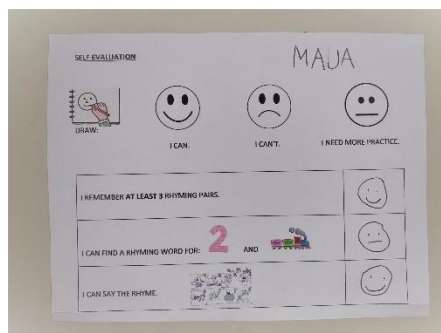 SELF EVALUATION
MAJA
DRAW:
I CAN.
I CAN'T.
I NEED MORE PRACTICE.
I REMEMBER AT LEAST 3 RHYMING PAIRS.
I CAN FIND A RHYMING WORD FOR: 2 AND
I CAN SAY THE RHYME.